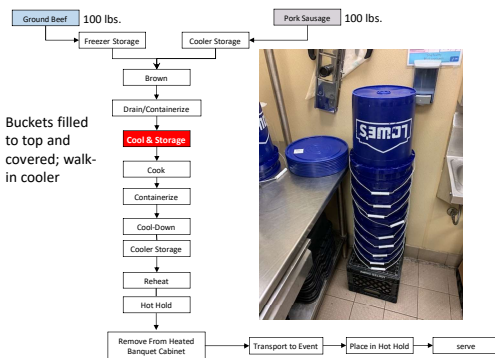 Ground Beef 100 lbs.
Pork Sausage 100 lbs.
Freezer Storage
Cooler Storage
Brown
Drain/Containerize
Buckets filled
to top and
covered; walk-
in cooler
Cool & Storage
Cook
Containerize
Cool-Down
Cooler Storage
Reheat
Hot Hold
Remove From Heated
Banquet Cabinet
Transport to Event
Place in Hot Hold
serve
LOWE'S